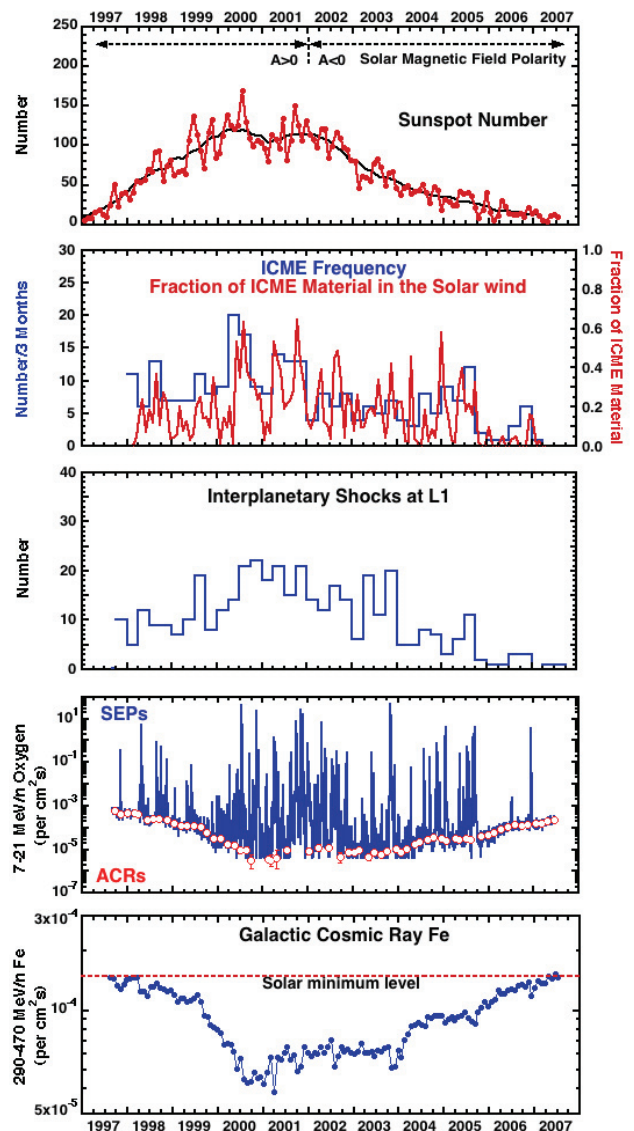 1997 1998 1999 2000 2001 2002 2003 2004 2005 2006 2007
250
200
150
100
50
0
Number
A>0 A<0 Solar Magnetic Field Polarity
Sunspot Number
30
25
20
15
10
5
0
Number/3 Months
ICME Frequency
Fraction of ICME Material in the Solar wind
1.0
0.8
0.6
0.4
0.2
0.0
Fraction of ICME Material
40
30
20
10
0
Number
Interplanetary Shocks at L1
10^1
10^-1
10^-3
10^-5
10^-7
7-21 MeV/n Oxygen
(per cm^2s)
SEPs
ACRs
3x10^-4
10^-4
5x10^-5
290-470 MeV/n Fe
(per cm^2s)
Galactic Cosmic Ray Fe
Solar minimum level
1997 1998 1999 2000 2001 2002 2003 2004 2005 2006 2007